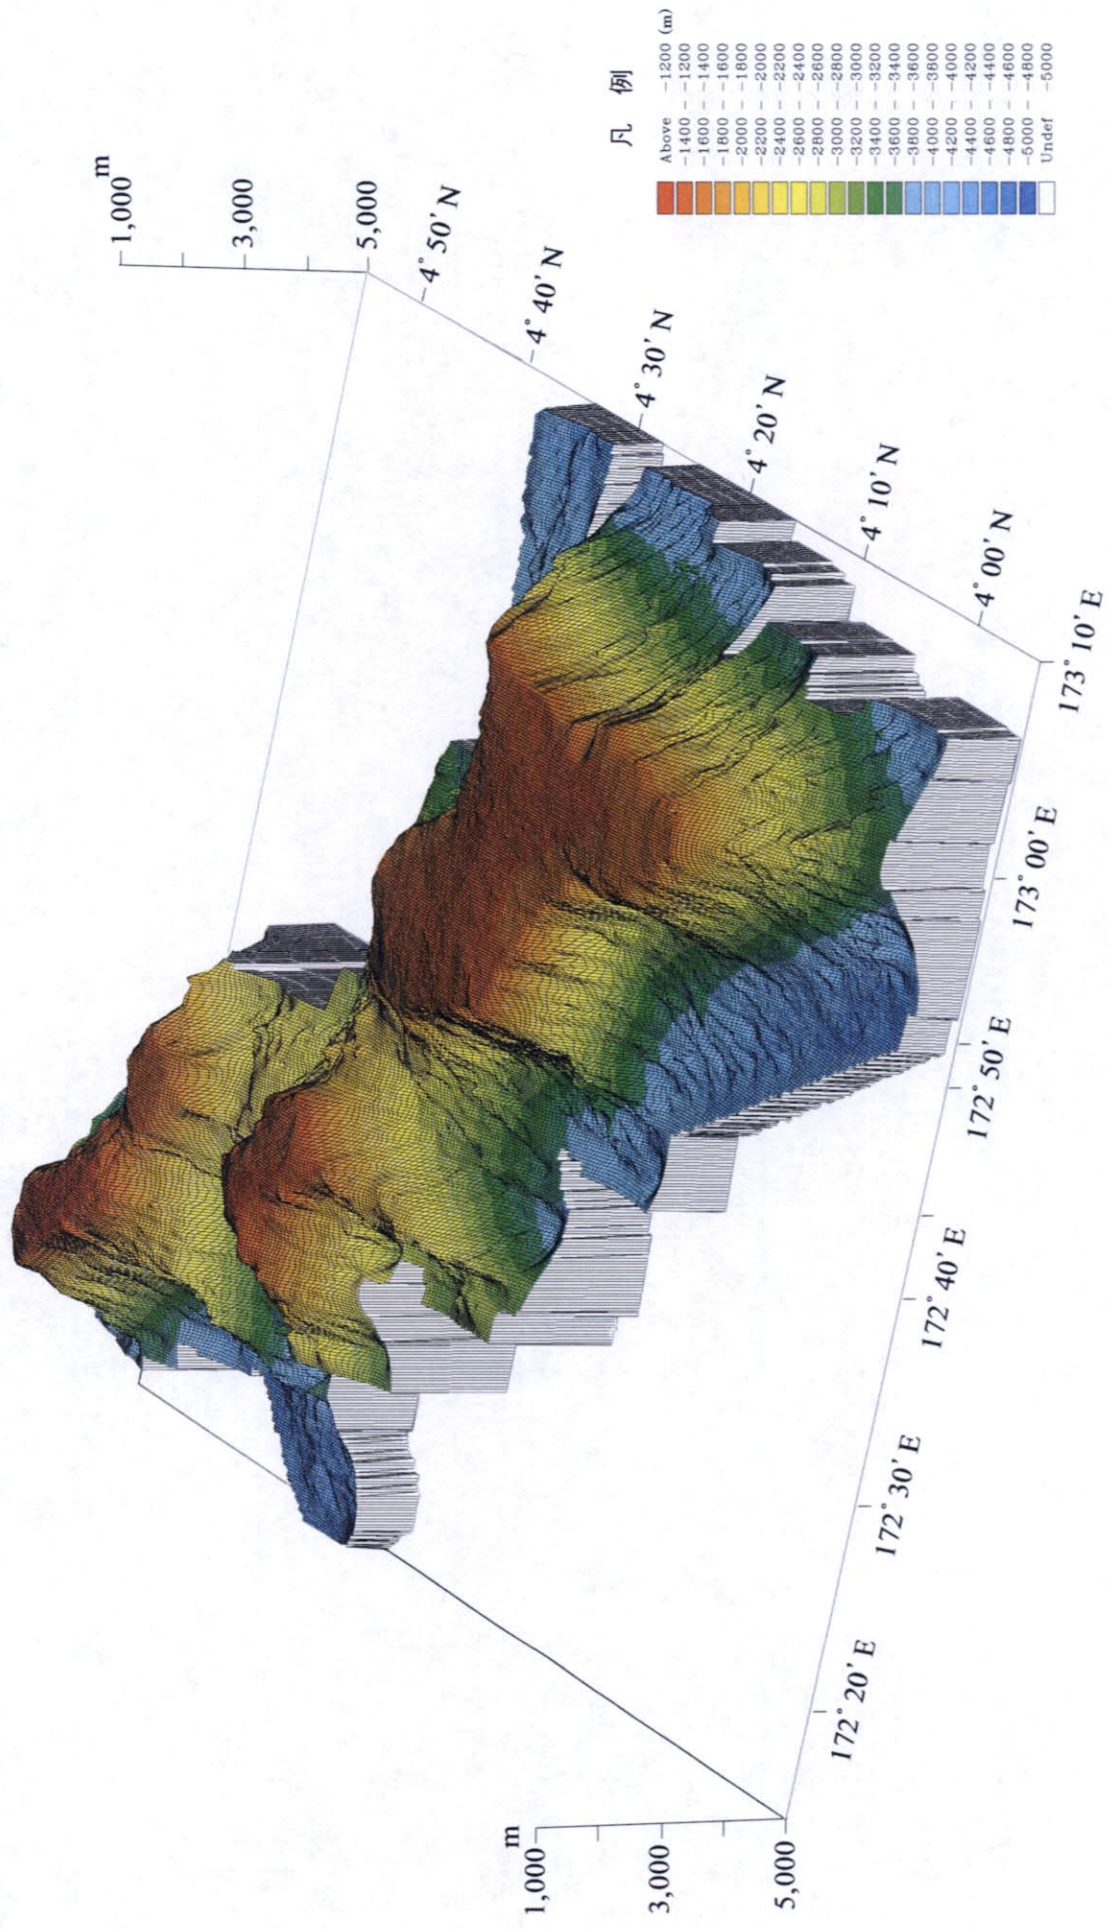 1,000 m
3,000
5,000
4° 50' N
4° 40' N
4° 30' N
4° 20' N
4° 10' N
4° 00' N
173° 10' E
173° 00' E
172° 50' E
172° 40' E
172° 30' E
172° 20' E
1,000 m
3,000
5,000
凡 例
Above -1200 (m)
-1400 - -1200
-1600 - -1400
-1800 - -1600
-2000 - -1800
-2200 - -2000
-2400 - -2200
-2600 - -2400
-2800 - -2600
-3000 - -2800
-3200 - -3000
-3400 - -3200
-3600 - -3400
-3800 - -3600
-4000 - -3800
-4200 - -4000
-4400 - -4200
-4600 - -4400
-4800 - -4600
-5000 - -4800
Undef -5000